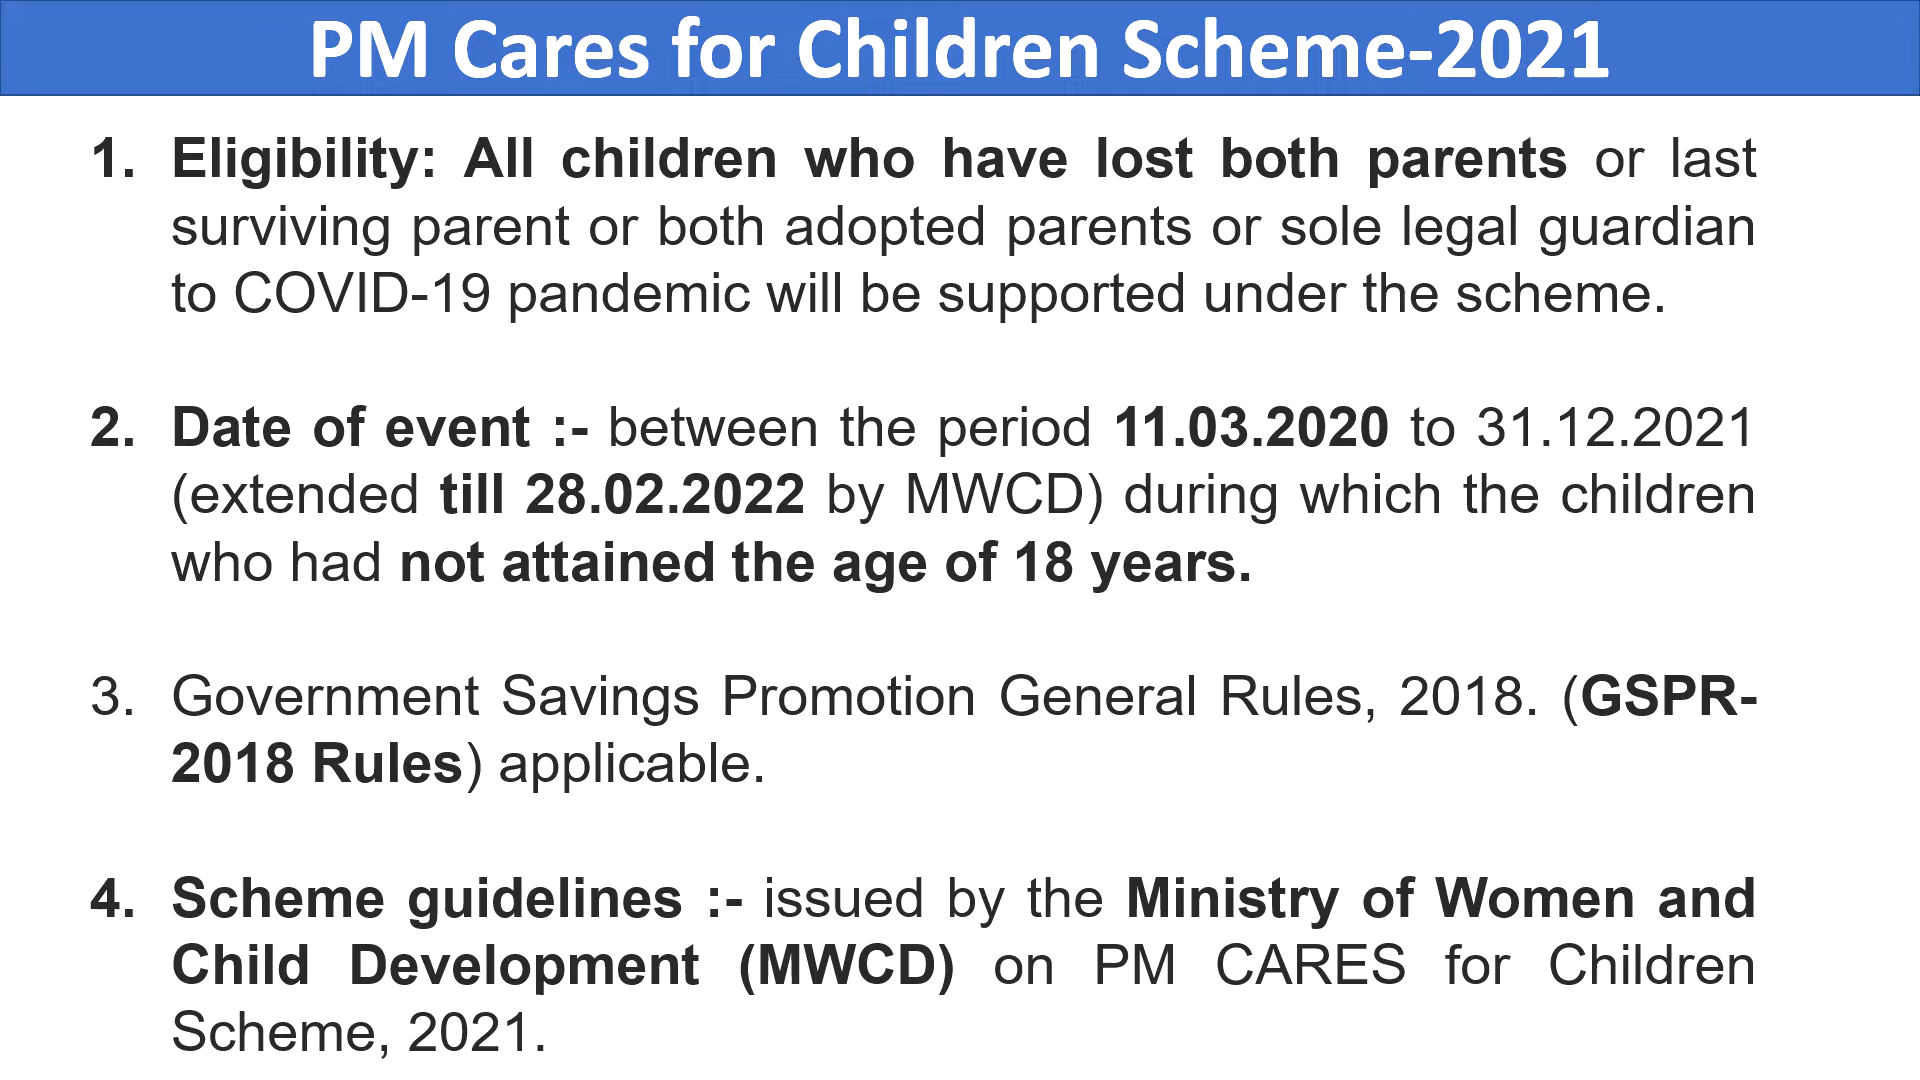 PM Cares for Children Scheme-2021
1. Eligibility: All children who have lost both parents or last
surviving parent or both adopted parents or sole legal guardian
to COVID-19 pandemic will be supported under the scheme.
2. Date of event :- between the period 11.03.2020 to 31.12.2021
(extended till 28.02.2022 by MWCD) during which the children
who had not attained the age of 18 years.
3. Government Savings Promotion General Rules, 2018. (GSPR-
2018 Rules) applicable.
4. Scheme guidelines :- issued by the Ministry of Women and
Child Development (MWCD) on PM CARES for Children
Scheme, 2021.